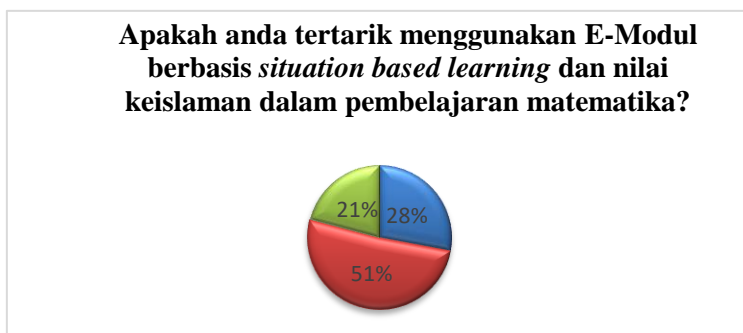 Apakah anda tertarik menggunakan E-Modul
berbasis situation based learning dan nilai
keislaman dalam pembelajaran matematika?
21%
28%
51%